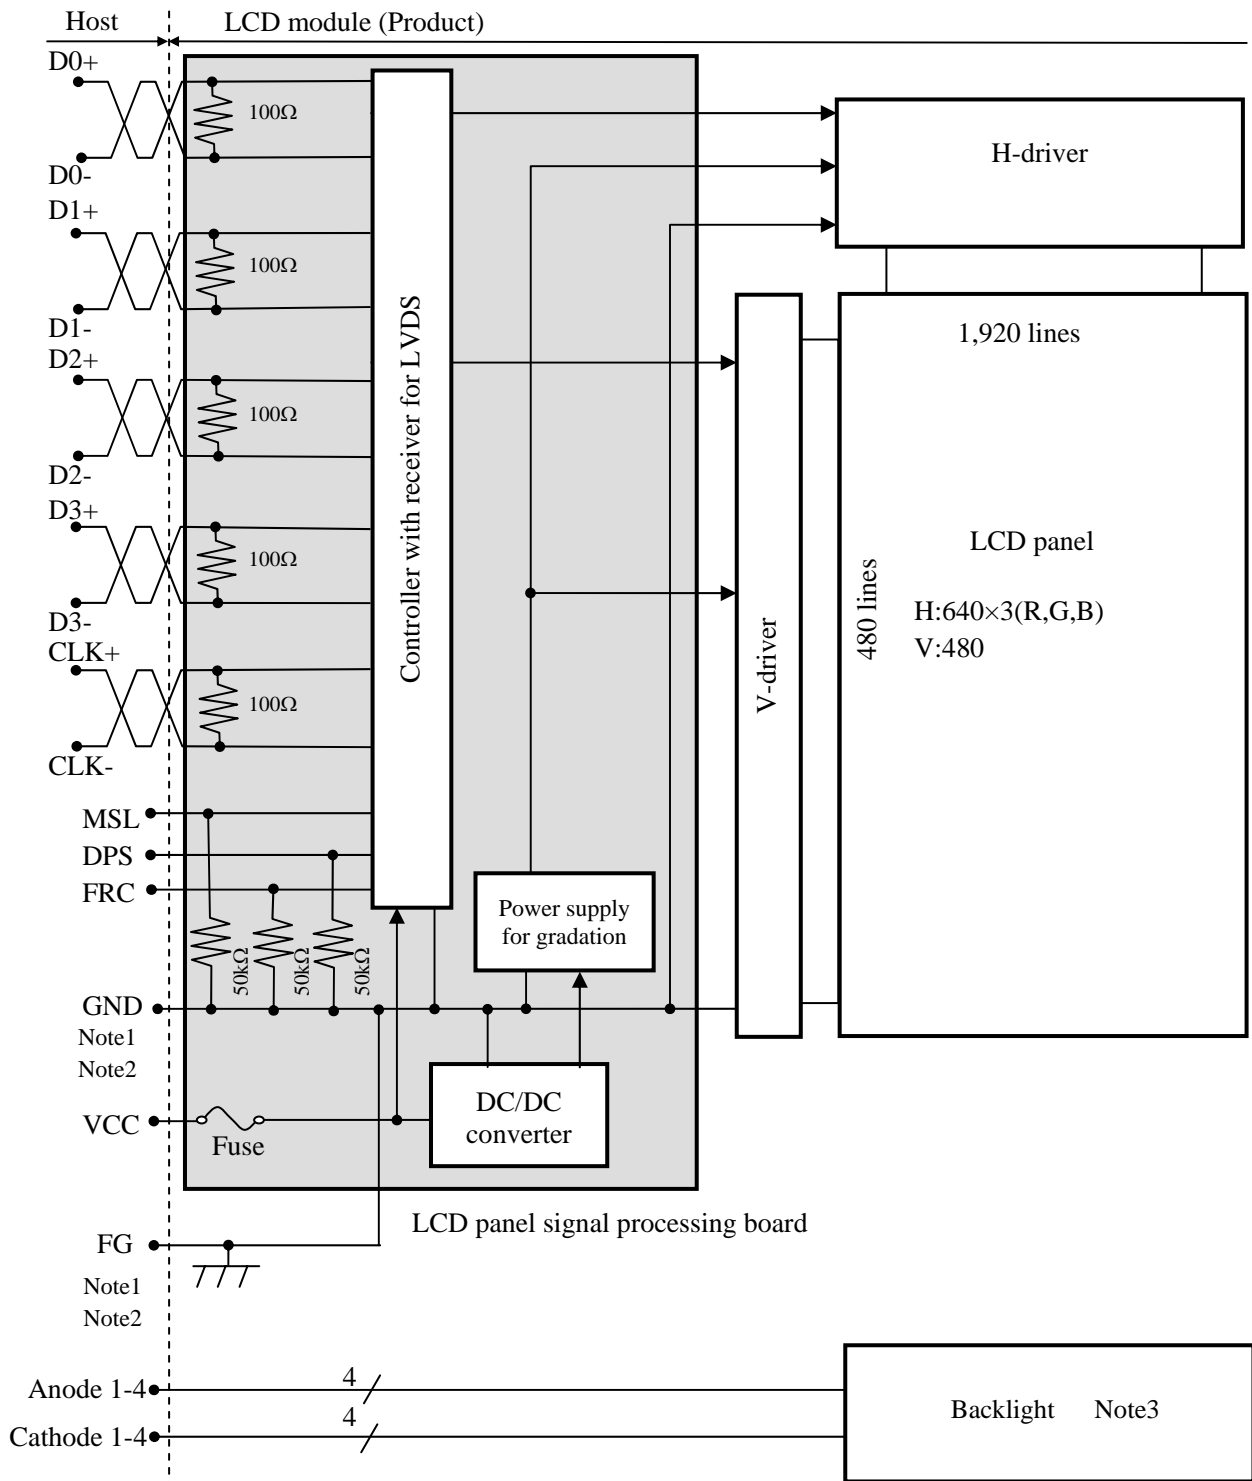 Host
LCD module (Product)
D0+
100Ω
D0-
D1+
100Ω
D1-
D2+
100Ω
D2-
D3+
100Ω
D3-
CLK+
100Ω
CLK-
MSL
DPS
FRC
50kΩ
50kΩ
50kΩ
GND
Note1
Note2
VCC
Fuse
Controller with receiver for LVDS
Power supply
for gradation
DC/DC
converter
H-driver
V-driver
1,920 lines
480 lines
LCD panel
H:640×3(R,G,B)
V:480
LCD panel signal processing board
FG
Note1
Note2
Anode 1-4
4
Cathode 1-4
4
Backlight Note3